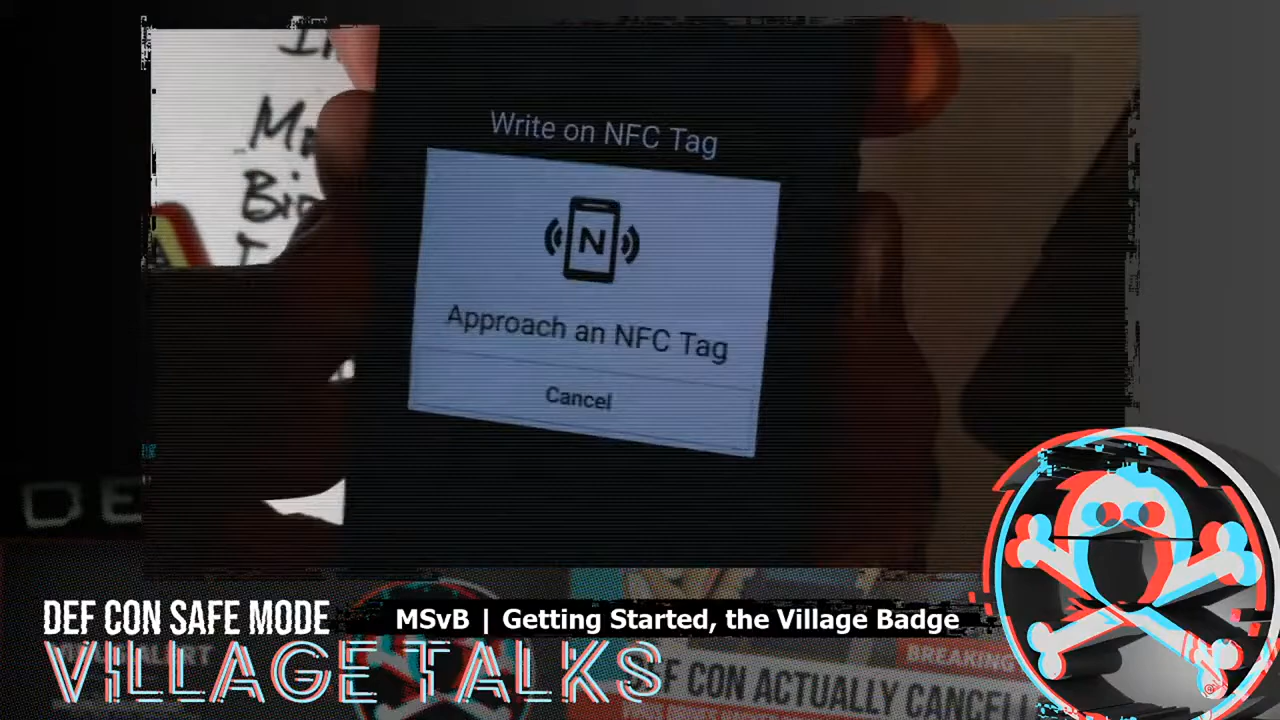 Write on NFC Tag
N
Approach an NFC Tag
Cancel
DE
DEF CON SAFE MODE
MSvB | Getting Started, the Village Badge
VILLAGE TALKS
BREAKING
DEF CON ACTUALLY CANCELL